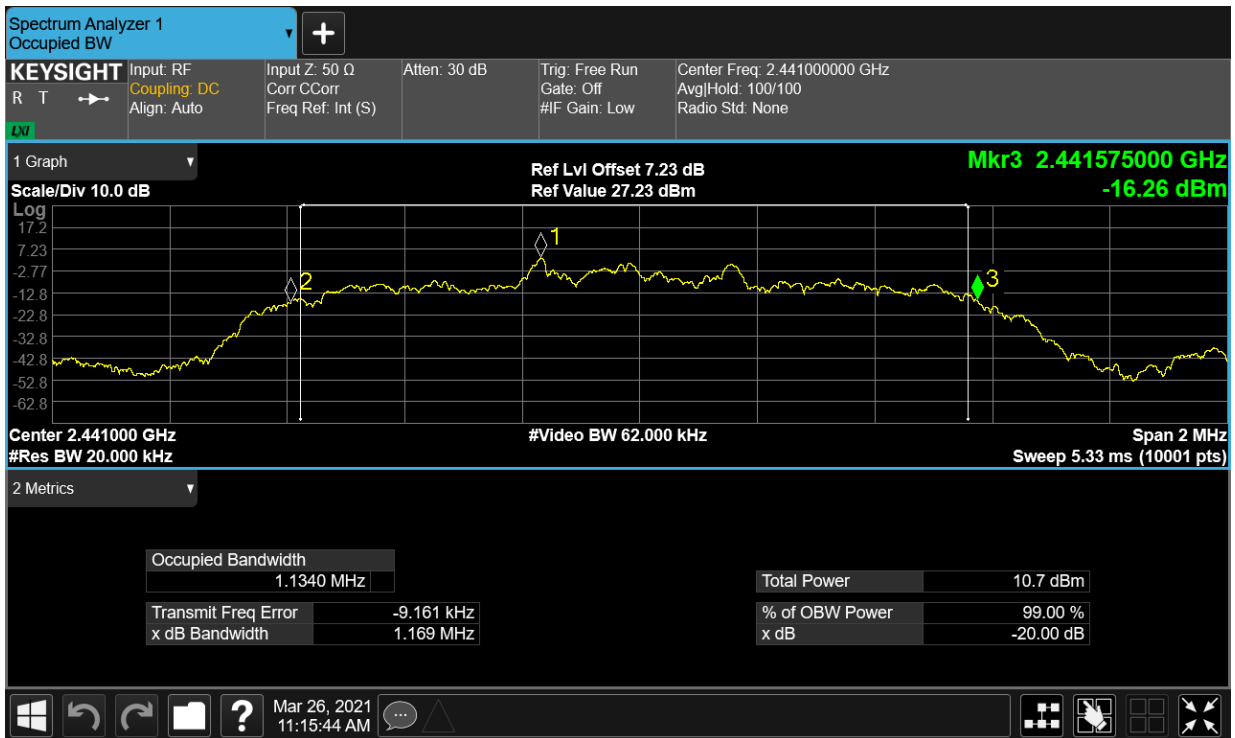 Spectrum Analyzer 1
Occupied BW
KEYSIGHT
R T
LXI
Input: RF
Coupling: DC
Align: Auto
Input Z: 50 Ω
Corr CCorr
Freq Ref: Int (S)
Atten: 30 dB
Trig: Free Run
Gate: Off
#IF Gain: Low
Center Freq: 2.441000000 GHz
Avg|Hold: 100/100
Radio Std: None
1 Graph
Scale/Div 10.0 dB
Ref Lvl Offset 7.23 dB
Ref Value 27.23 dBm
Mkr3 2.441575000 GHz
-16.26 dBm
Log
17.2
7.23
-2.77
-12.8
-22.8
-32.8
-42.8
-52.8
-62.8
1
2
3
Center 2.441000 GHz
#Video BW 62.000 kHz
Span 2 MHz
#Res BW 20.000 kHz
Sweep 5.33 ms (10001 pts)
2 Metrics
Occupied Bandwidth
1.1340 MHz
Total Power 10.7 dBm
Transmit Freq Error -9.161 kHz
% of OBW Power 99.00 %
x dB Bandwidth 1.169 MHz
x dB -20.00 dB
?
Mar 26, 2021
11:15:44 AM